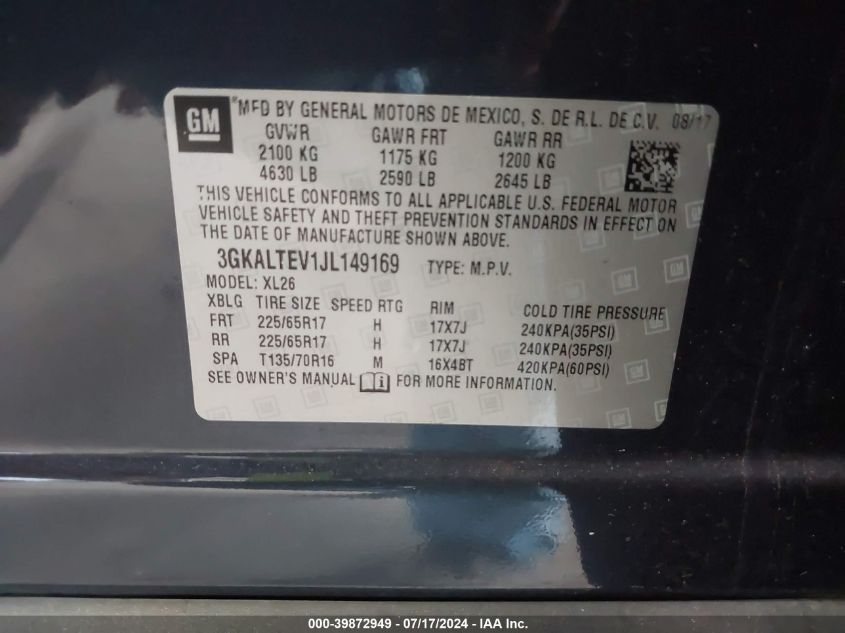 GM
®MFD BY GENERAL MOTORS DE MEXICO, S. DE R.L. DE C.V. 08/17
GVWR GAWR FRT GAWR RR
2100 KG 1175 KG 1200 KG
4630 LB 2590 LB 2645 LB
THIS VEHICLE CONFORMS TO ALL APPLICABLE U.S. FEDERAL MOTOR
VEHICLE SAFETY AND THEFT PREVENTION STANDARDS IN EFFECT ON
THE DATE OF MANUFACTURE SHOWN ABOVE.
3GKALTEV1JL149169 TYPE: M.P.V.
MODEL: XL26
XBLG TIRE SIZE SPEED RTG RIM COLD TIRE PRESSURE
FRT 225/65R17 H 17X7J 240KPA(35PSI)
RR 225/65R17 H 17X7J 240KPA(35PSI)
SPA T135/70R16 M 16X4BT 420KPA(60PSI)
SEE OWNER'S MANUAL FOR MORE INFORMATION.
000-39872949 - 07/17/2024 - IAA Inc.